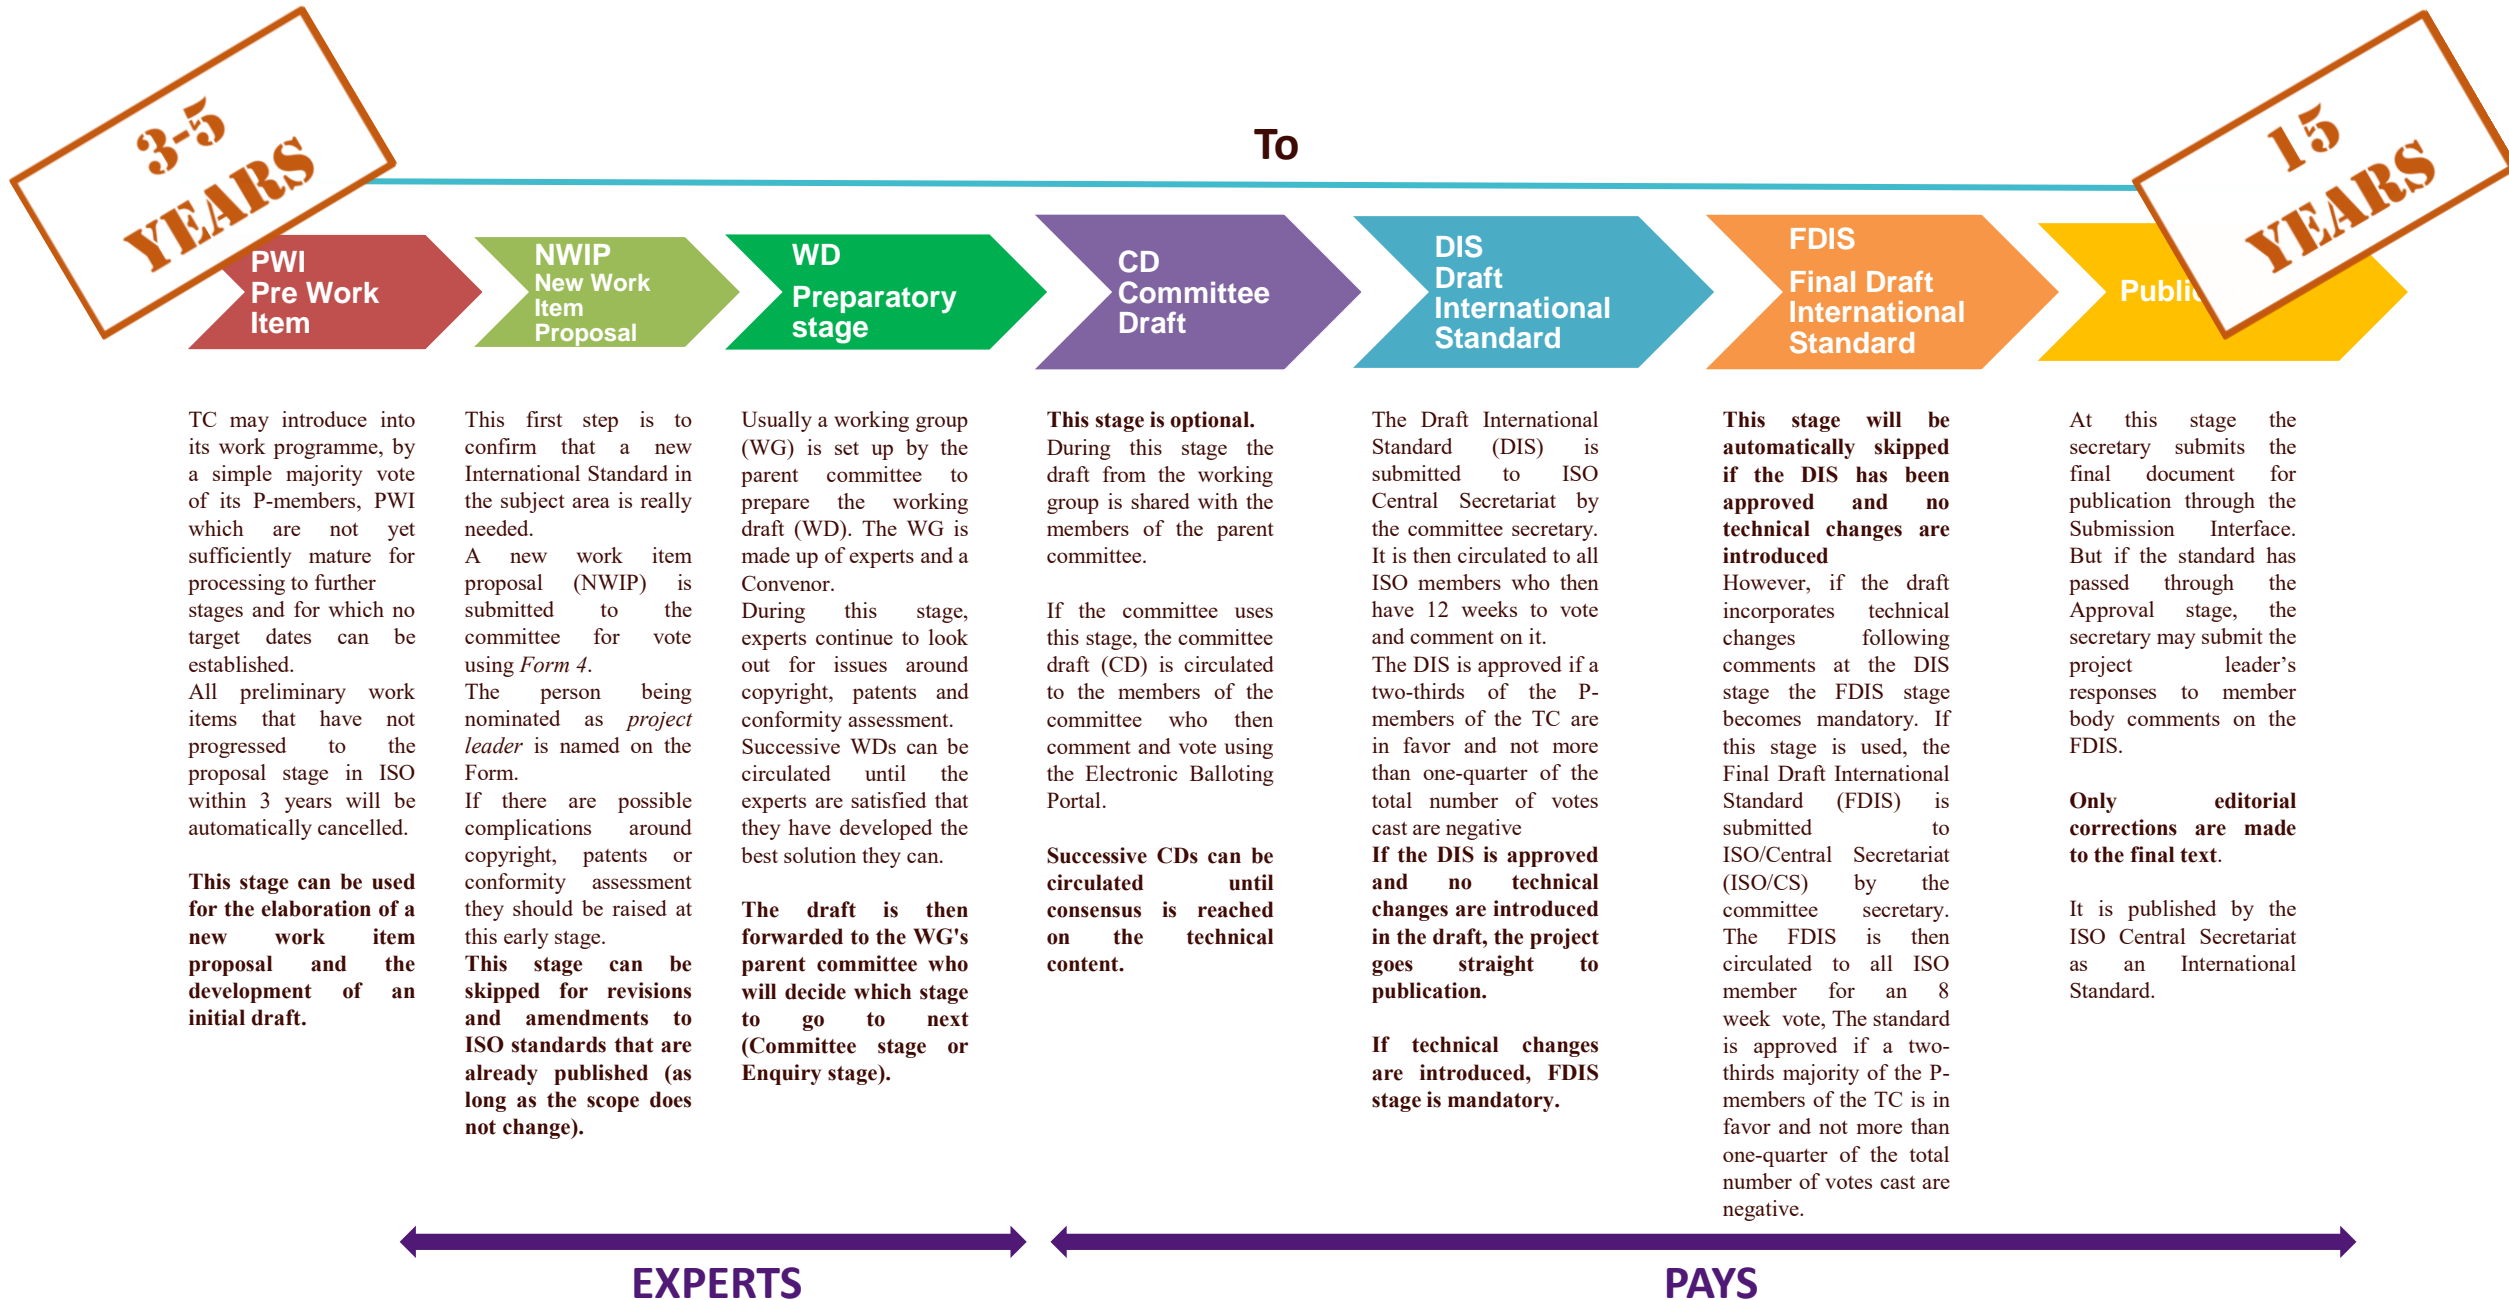 3-5
YEARS
To
15
YEARS
PWI
Pre Work
Item
NWIP
New Work
Item
Proposal
WD
Preparatory
stage
CD
Committee
Draft
DIS
Draft
International
Standard
FDIS
Final Draft
International
Standard
TC may introduce into
its work programme, by
a simple majority vote
of its P-members, PWI
which are not yet
sufficiently mature for
processing to further
stages and for which no
target dates can be
established.
All preliminary work
items that have not
progressed to the
proposal stage in ISO
within 3 years will be
automatically cancelled.
This stage can be used
for the elaboration of a
new work item
proposal and the
development of an
initial draft.
This first step is to
confirm that a new
International Standard in
the subject area is really
needed.
A new work item
proposal (NWIP) is
submitted to the
committee for vote
using Form 4.
The person being
nominated as project
leader is named on the
Form.
If there are possible
complications around
copyright, patents or
conformity assessment
they should be raised at
this early stage.
This stage can be
skipped for revisions
and amendments to
ISO standards that are
already published (as
long as the scope does
not change).
Usually a working group
(WG) is set up by the
parent committee to
prepare the working
draft (WD). The WG is
made up of experts and a
Convenor.
During this stage,
experts continue to look
out for issues around
copyright, patents and
conformity assessment.
Successive WDs can be
circulated until the
experts are satisfied that
they have developed the
best solution they can.
The draft is then
forwarded to the WG's
parent committee who
will decide which stage
to go to next
(Committee stage or
Enquiry stage).
This stage is optional.
During this stage the
draft from the working
group is shared with the
members of the parent
committee.
If the committee uses
this stage, the committee
draft (CD) is circulated
to the members of the
committee who then
comment and vote using
the Electronic Balloting
Portal.
Successive CDs can be
circulated until
consensus is reached
on the technical
content.
The Draft International
Standard (DIS) is
submitted to ISO
Central Secretariat by
the committee secretary.
It is then circulated to all
ISO members who then
have 12 weeks to vote
and comment on it.
The DIS is approved if a
two-thirds of the P-
members of the TC are
in favor and not more
than one-quarter of the
total number of votes
cast are negative
If the DIS is approved
and no technical
changes are introduced
in the draft, the project
goes straight to
publication.
If technical changes
are introduced, FDIS
stage is mandatory.
This stage will be
automatically skipped
if the DIS has been
approved and no
technical changes are
introduced
However, if the draft
incorporates technical
changes following
comments at the DIS
stage the FDIS stage
becomes mandatory. If
this stage is used, the
Final Draft International
Standard (FDIS) is
submitted to
ISO/Central Secretariat
(ISO/CS) by the
committee secretary.
The FDIS is then
circulated to all ISO
member for an 8
week vote, The standard
is approved if a two-
thirds majority of the P-
members of the TC is in
favor and not more than
one-quarter of the total
number of votes cast are
negative.
At this stage the
secretary submits the
final document for
publication through the
Submission Interface.
But if the standard has
passed through the
Approval stage, the
secretary may submit the
project leader’s
responses to member
body comments on the
FDIS.
Only editorial
corrections are made
to the final text.
It is published by the
ISO Central Secretariat
as an International
Standard.
EXPERTS
PAYS